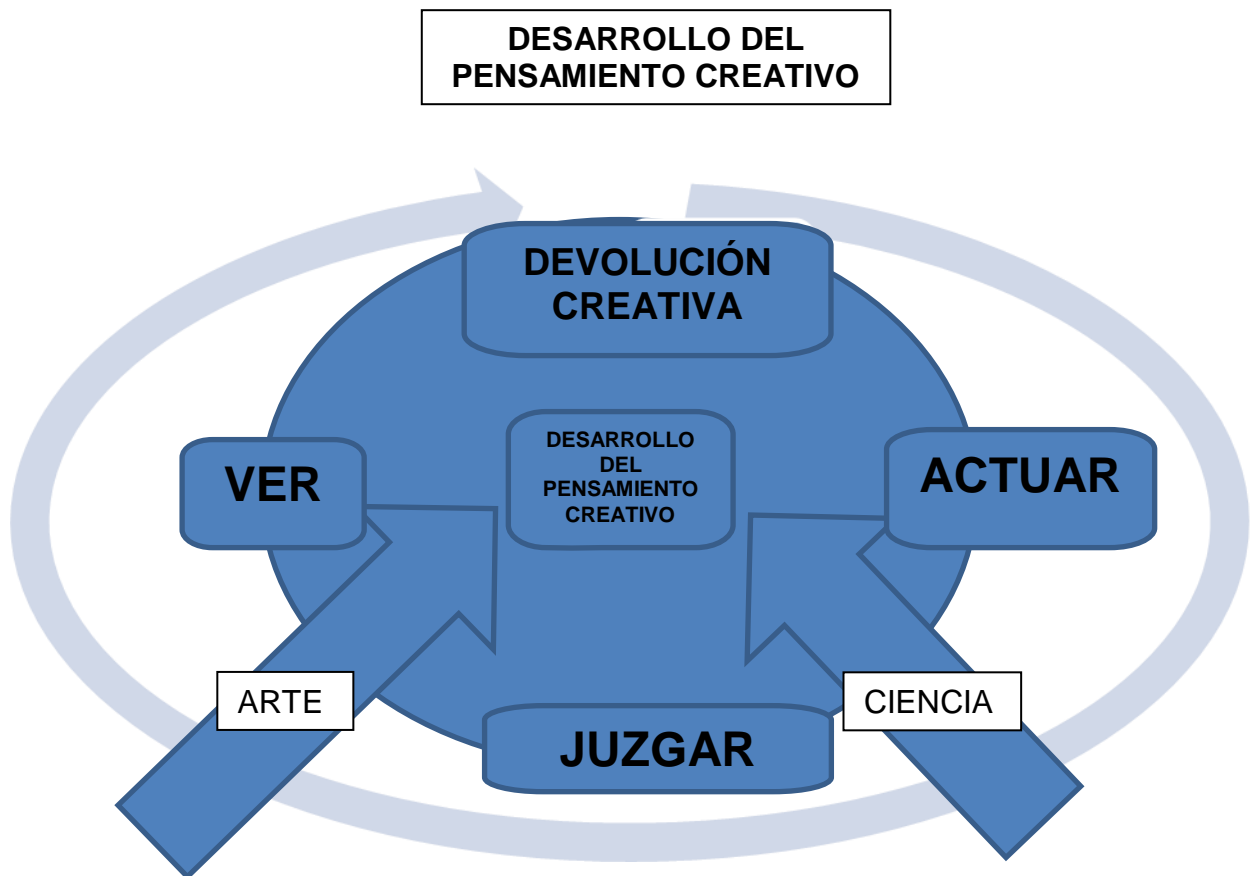 DESARROLLO DEL
PENSAMIENTO CREATIVO
DEVOLUCIÓN
CREATIVA
VER
DESARROLLO
DEL
PENSAMIENTO
CREATIVO
ACTUAR
ARTE
CIENCIA
JUZGAR